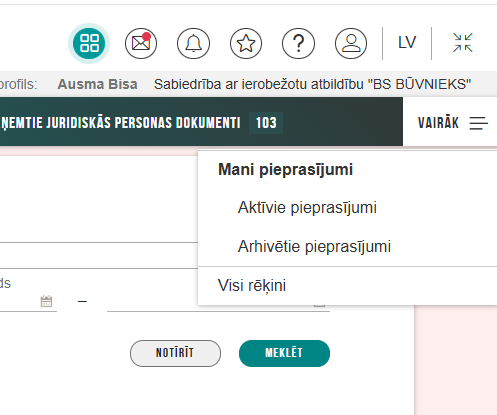 LV
profils: Ausma Bisa Sabiedrība ar ierobežotu atbildību "BS BŪVNIEKS"
ŅEMTIE JURIDISKĀS PERSONAS DOKUMENTI 103
VAIRĀK
Mani pieprasījumi
Aktīvie pieprasījumi
Arhivētie pieprasījumi
Visi rēķini
ds
–
NOTĪRĪT
MEKLĒT